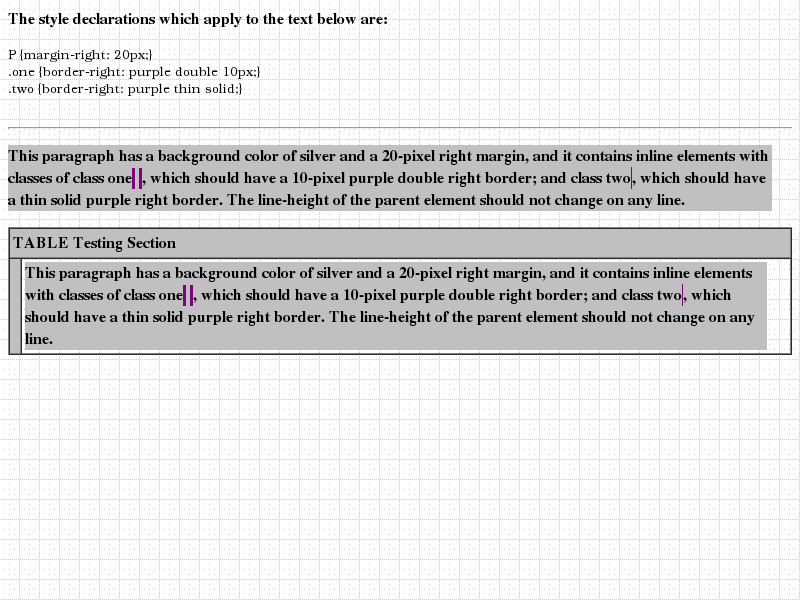 The style declarations which apply to the text below are:
P {margin-right: 20px;}
.one {border-right: purple double 10px;}
.two {border-right: purple thin solid;}
This paragraph has a background color of silver and a 20-pixel right margin, and it contains inline elements with
classes of class one, which should have a 10-pixel purple double right border; and class two, which should have
a thin solid purple right border. The line-height of the parent element should not change on any line.
TABLE Testing Section
This paragraph has a background color of silver and a 20-pixel right margin, and it contains inline elements
with classes of class one, which should have a 10-pixel purple double right border; and class two, which
should have a thin solid purple right border. The line-height of the parent element should not change on any
line.